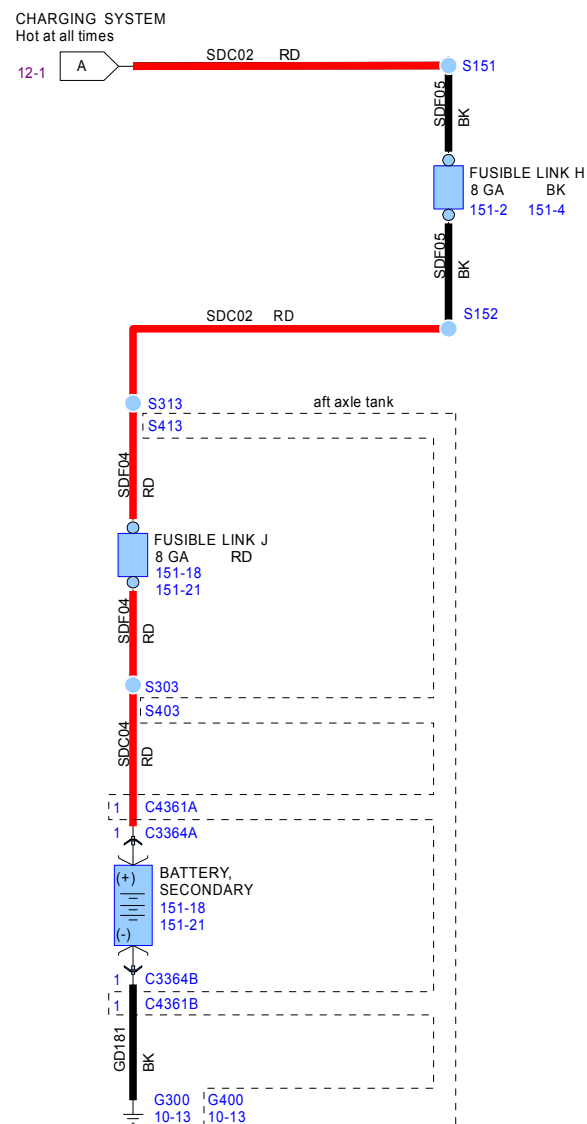 CHARGING SYSTEM
Hot at all times
12-1
A
SDC02 RD
S151
SDF05
BK
FUSIBLE LINK H
8 GA BK
151-2 151-4
SDF05
BK
S152
SDC02 RD
S313
aft axle tank
S413
SDF04
RD
FUSIBLE LINK J
8 GA RD
151-18
151-21
SDF04
RD
S303
S403
SDC04
RD
1 C4361A
1 C3364A
(+)
BATTERY,
SECONDARY
151-18
151-21
(-)
1 C3364B
1 C4361B
GD181
BK
G300 G400
10-13 10-13